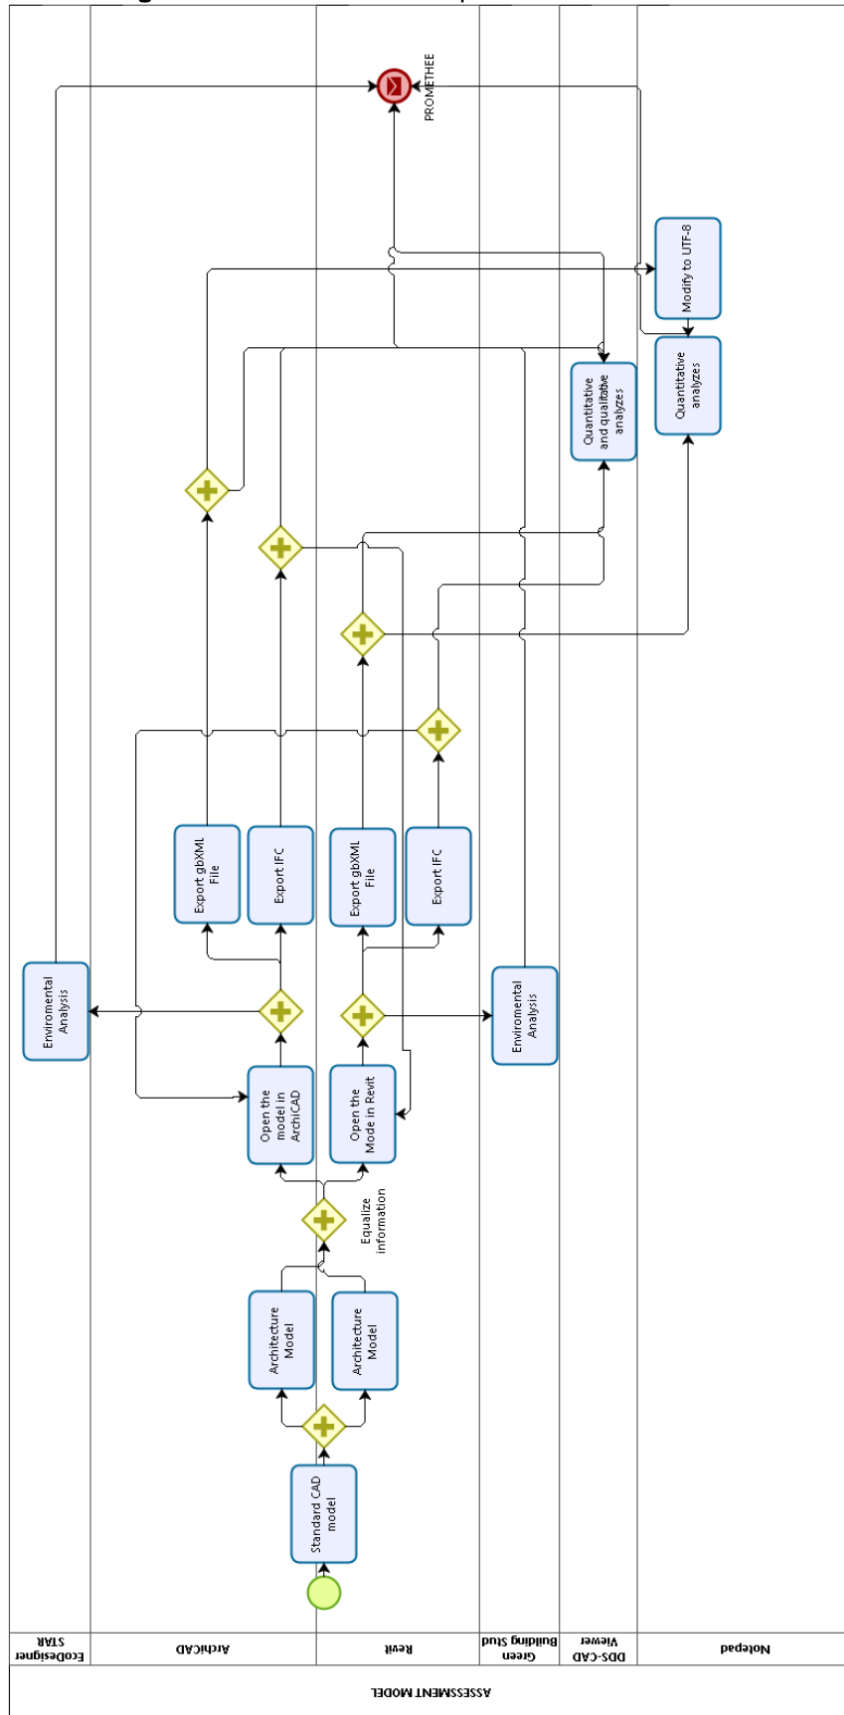 PROMETHEE
Modify to UTF-8
Quantitative
analyzes
Quantitative
and qualitative
analyzes
Export gbXML
File
Export IFC
Export gbXML
File
Export IFC
Enviromental
Analysis
Enviromental
Analysis
Open the
model in
ArchiCAD
Open the
Mode in Revit
Equalize
information
Architecture
Model
Architecture
Model
Standard CAD
model
EcoDesigner
STAR
ArchiCAD
Revit
Green
Building Stud
DDS-CAD
Viewer
Notepad
ASSESSMENT MODEL